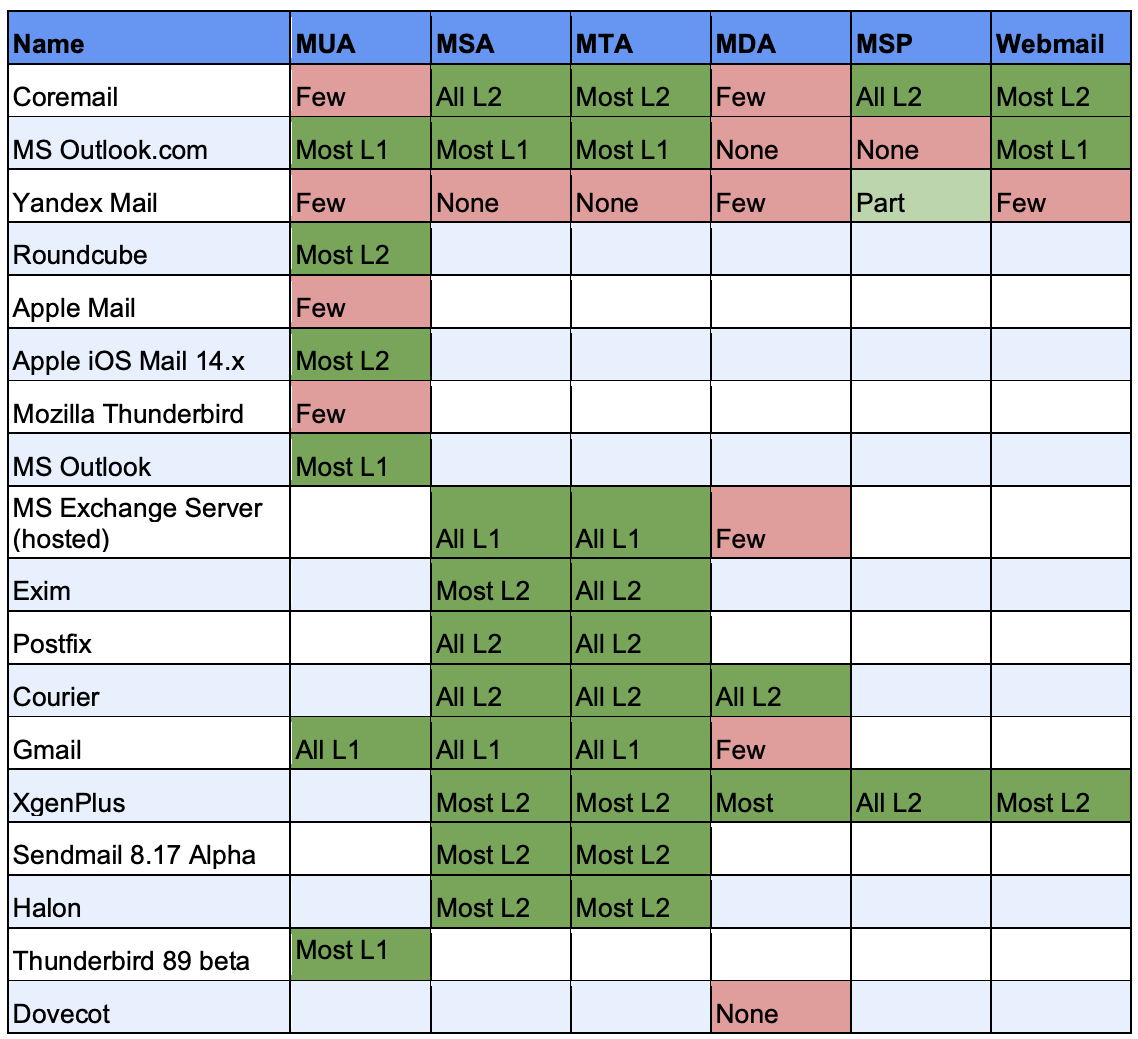 Name MUA MSA MTA MDA MSP Webmail
Coremail Few All L2 Most L2 Few All L2 Most L2
MS Outlook.com Most L1 Most L1 Most L1 None None Most L1
Yandex Mail Few None None Few Part Few
Roundcube Most L2
Apple Mail Few
Apple iOS Mail 14.x Most L2
Mozilla Thunderbird Few
MS Outlook Most L1
MS Exchange Server
(hosted) All L1 All L1 Few
Exim Most L2 All L2
Postfix All L2 All L2
Courier All L2 All L2 All L2
Gmail All L1 All L1 All L1 Few
XgenPlus Most L2 Most L2 Most All L2 Most L2
Sendmail 8.17 Alpha Most L2 Most L2
Halon Most L2 Most L2
Thunderbird 89 beta Most L1
Dovecot None